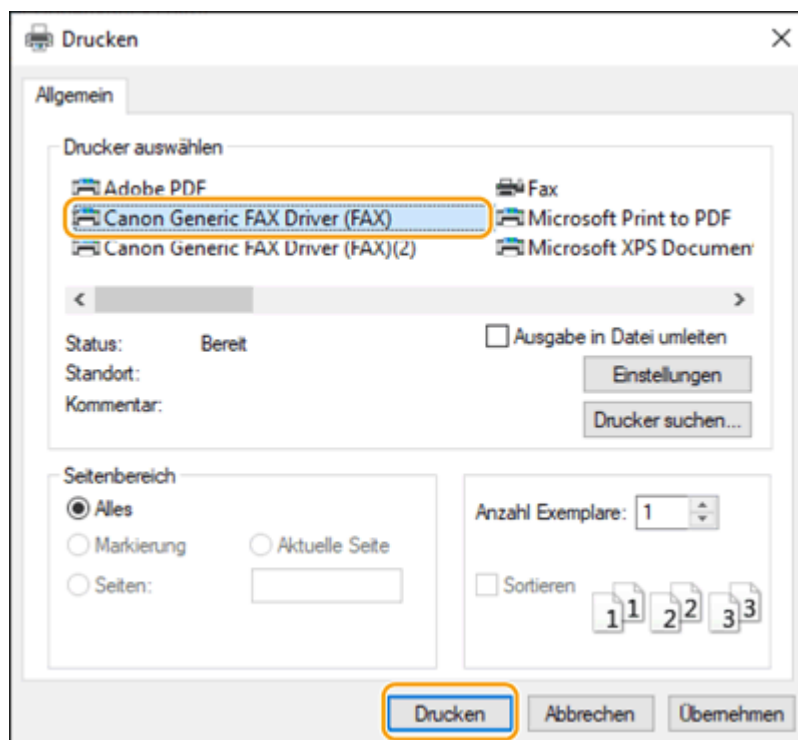 Drucken
Allgemein
Drucker auswählen
Adobe PDF
Fax
Canon Generic FAX Driver (FAX)
Microsoft Print to PDF
Canon Generic FAX Driver (FAX)(2)
Microsoft XPS Documen
Status: Bereit
Ausgabe in Datei umleiten
Standort:
Einstellungen
Kommentar:
Drucker suchen...
Seitenbereich
Alles
Anzahl Exemplare: 1
Markierung
Aktuelle Seite
Seiten:
Sortieren
1 1 2 2 3 3
Drucken
Abbrechen
Übernehmen